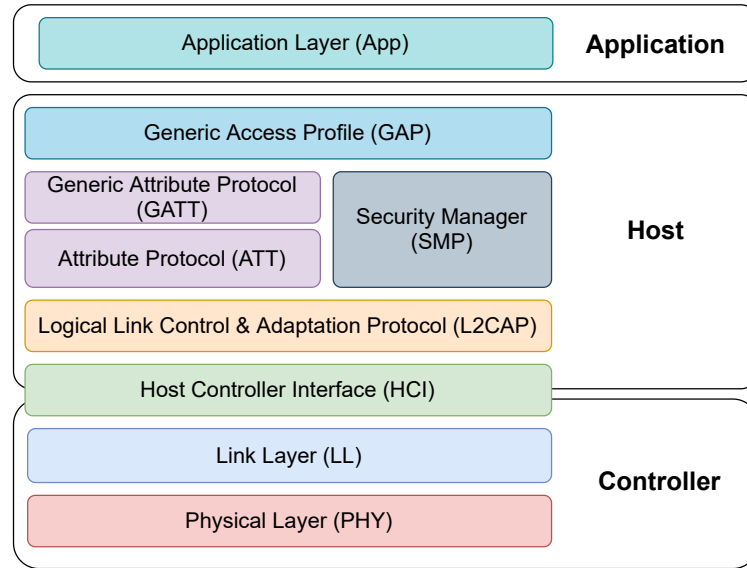 Application Layer (App)
Application
Generic Access Profile (GAP)
Generic Attribute Protocol
(GATT)
Security Manager
(SMP)
Host
Attribute Protocol (ATT)
Logical Link Control & Adaptation Protocol (L2CAP)
Host Controller Interface (HCI)
Link Layer (LL)
Controller
Physical Layer (PHY)